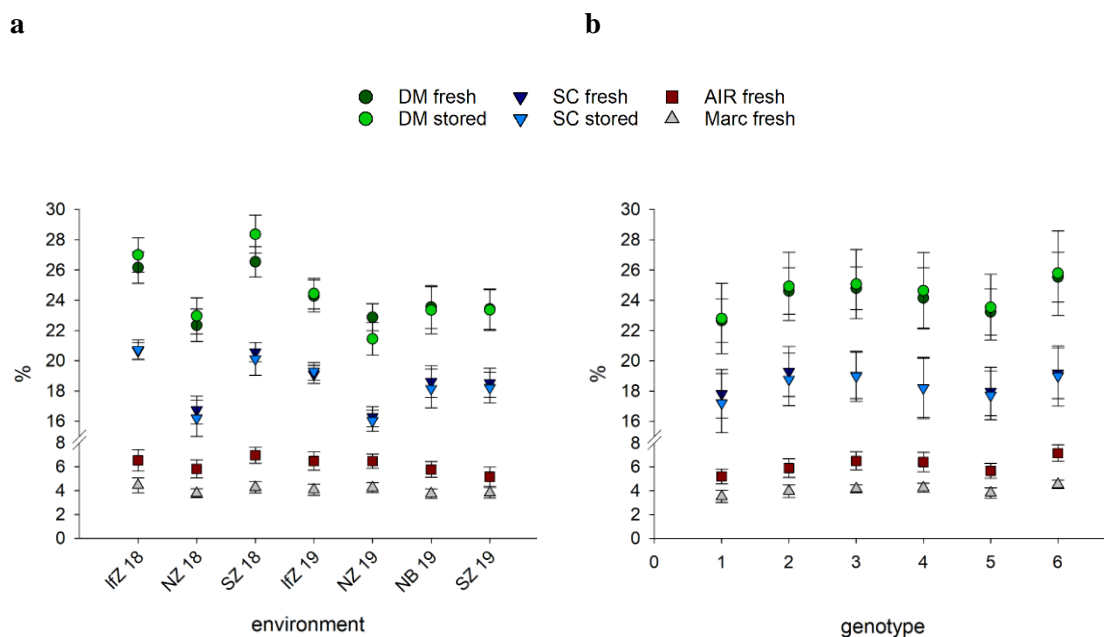 a
b
DM fresh
SC fresh
AIR fresh
DM stored
SC stored
Marc fresh
%
30
28
26
24
22
20
18
16
8
6
4
2
0
IfZ 18
NZ 18
SZ 18
IfZ 19
NZ 19
NB 19
SZ 19
environment
%
30
28
26
24
22
20
18
16
8
6
4
2
0
0
1
2
3
4
5
6
genotype